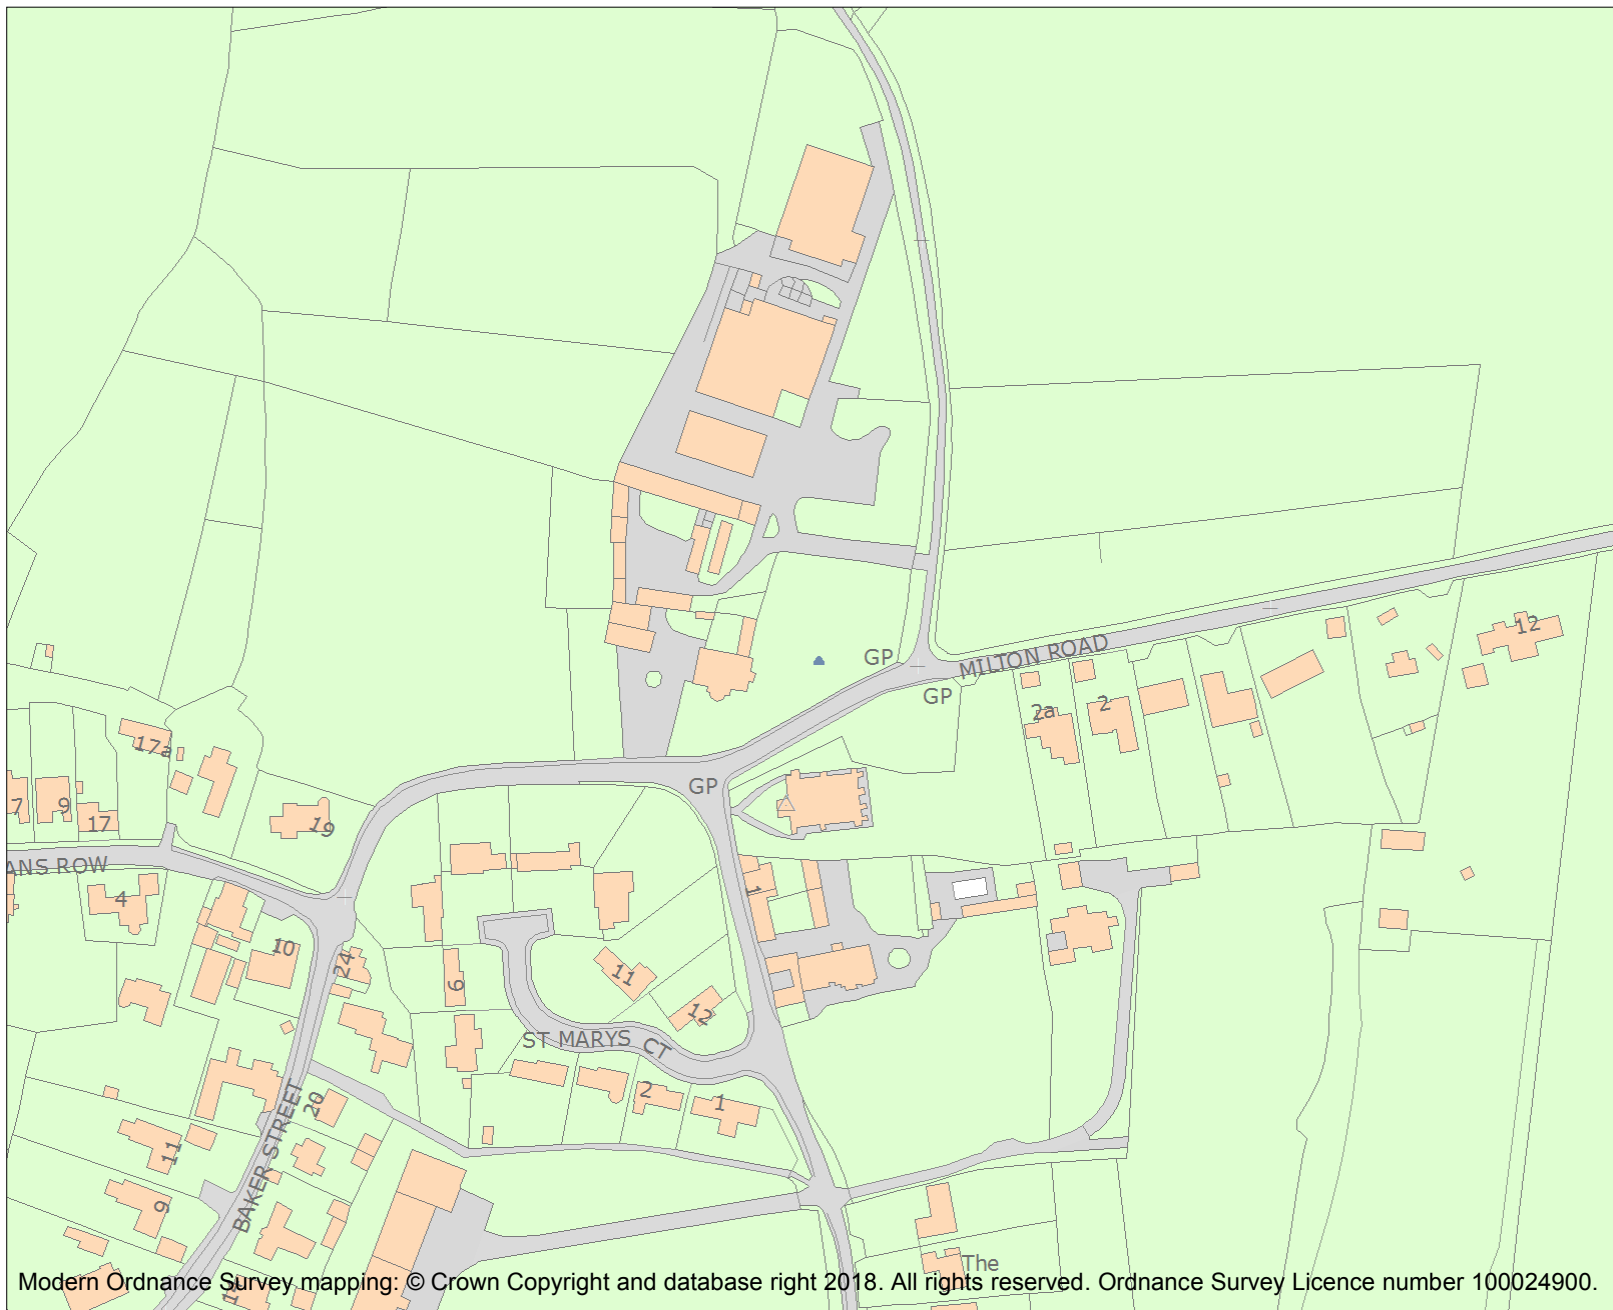 GP
MILTON ROAD
GP
12
2a
2
17a
GP
7
9
17
19
ANS ROW
4
1
10
24
6
11
12
ST MARYS CT
20
2
1
11
BAKER STREET
9
The
Modern Ordnance Survey mapping: © Crown Copyright and database right 2018. All rights reserved. Ordnance Survey Licence number 100024900.